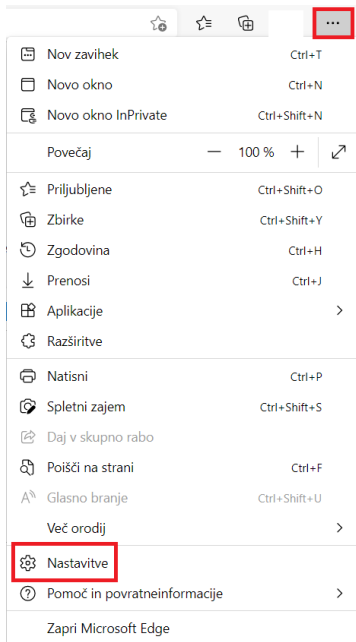 Nov zavihek Ctrl+T
Novo okno Ctrl+N
Novo okno InPrivate Ctrl+Shift+N
Povečaj — 100 % +
Priljubljene Ctrl+Shift+O
Zbirke Ctrl+Shift+Y
Zgodovina Ctrl+H
Prenosi Ctrl+J
Aplikacije
Razširitve
Natisni Ctrl+P
Spletni zajem Ctrl+Shift+S
Daj v skupno rabo
Poišči na strani Ctrl+F
Glasno branje Ctrl+Shift+U
Več orodij
Nastavitve
Pomoč in povratneinformacije
Zapri Microsoft Edge